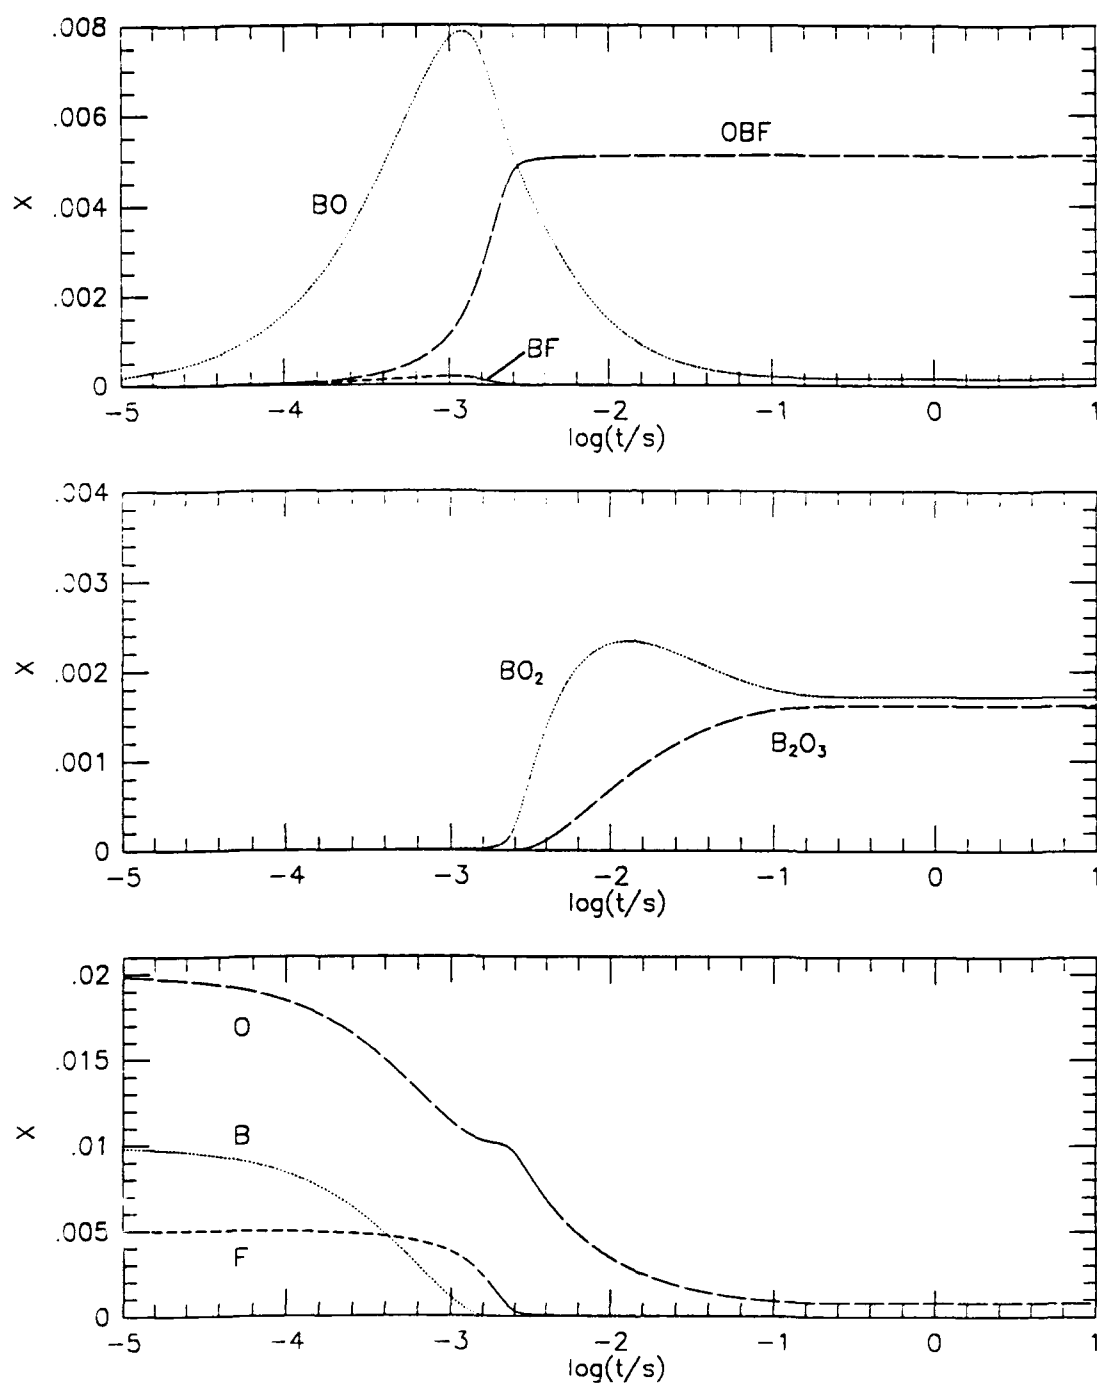 .008
.006
.004
.002
0
X
BO
OBF
BF
-5 -4 -3 -2 -1 0 1
log(t/s)
.004
.003
.002
.001
0
X
BO₂
B₂O₃
-5 -4 -3 -2 -1 0 1
log(t/s)
.02
.015
.01
.005
0
X
O
B
F
-5 -4 -3 -2 -1 0 1
log(t/s)